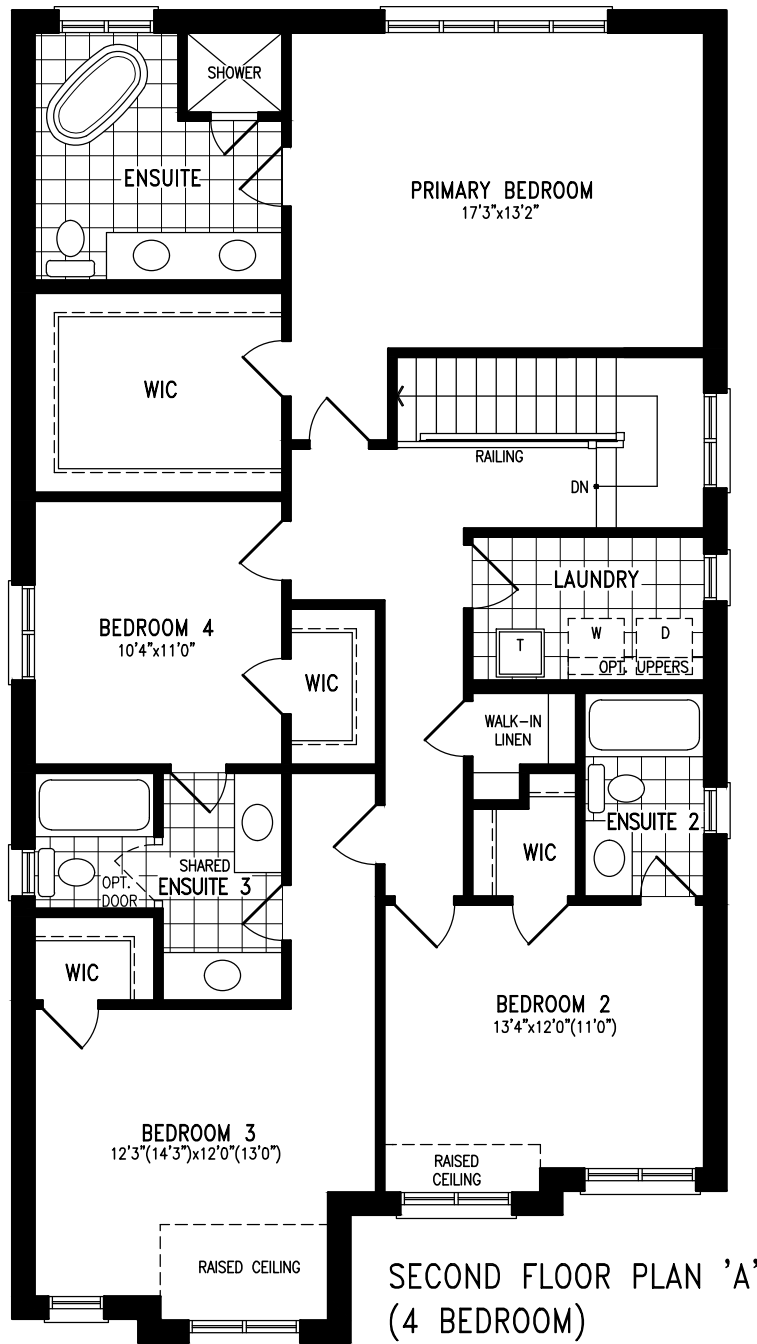 SHOWER
ENSUITE
PRIMARY BEDROOM
17'3"x13'2"
WIC
RAILING
DN
LAUNDRY
BEDROOM 4
10'4"x11'0"
W
D
T
OPT. UPPERS
WIC
WALK-IN
LINEN
ENSUITE 2
WIC
SHARED
ENSUITE 3
OPT.
DOOR
WIC
BEDROOM 2
13'4"x12'0"(11'0")
BEDROOM 3
12'3"(14'3")x12'0"(13'0")
RAISED
CEILING
RAISED CEILING
SECOND FLOOR PLAN 'A'
(4 BEDROOM)